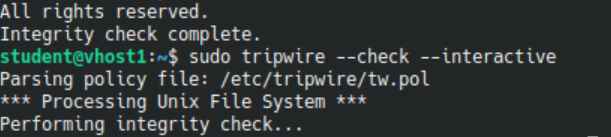 All rights reserved.
Integrity check complete.
student@vhost1:~$ sudo tripwire --check --interactive
Parsing policy file: /etc/tripwire/tw.pol
*** Processing Unix File System ***
Performing integrity check...